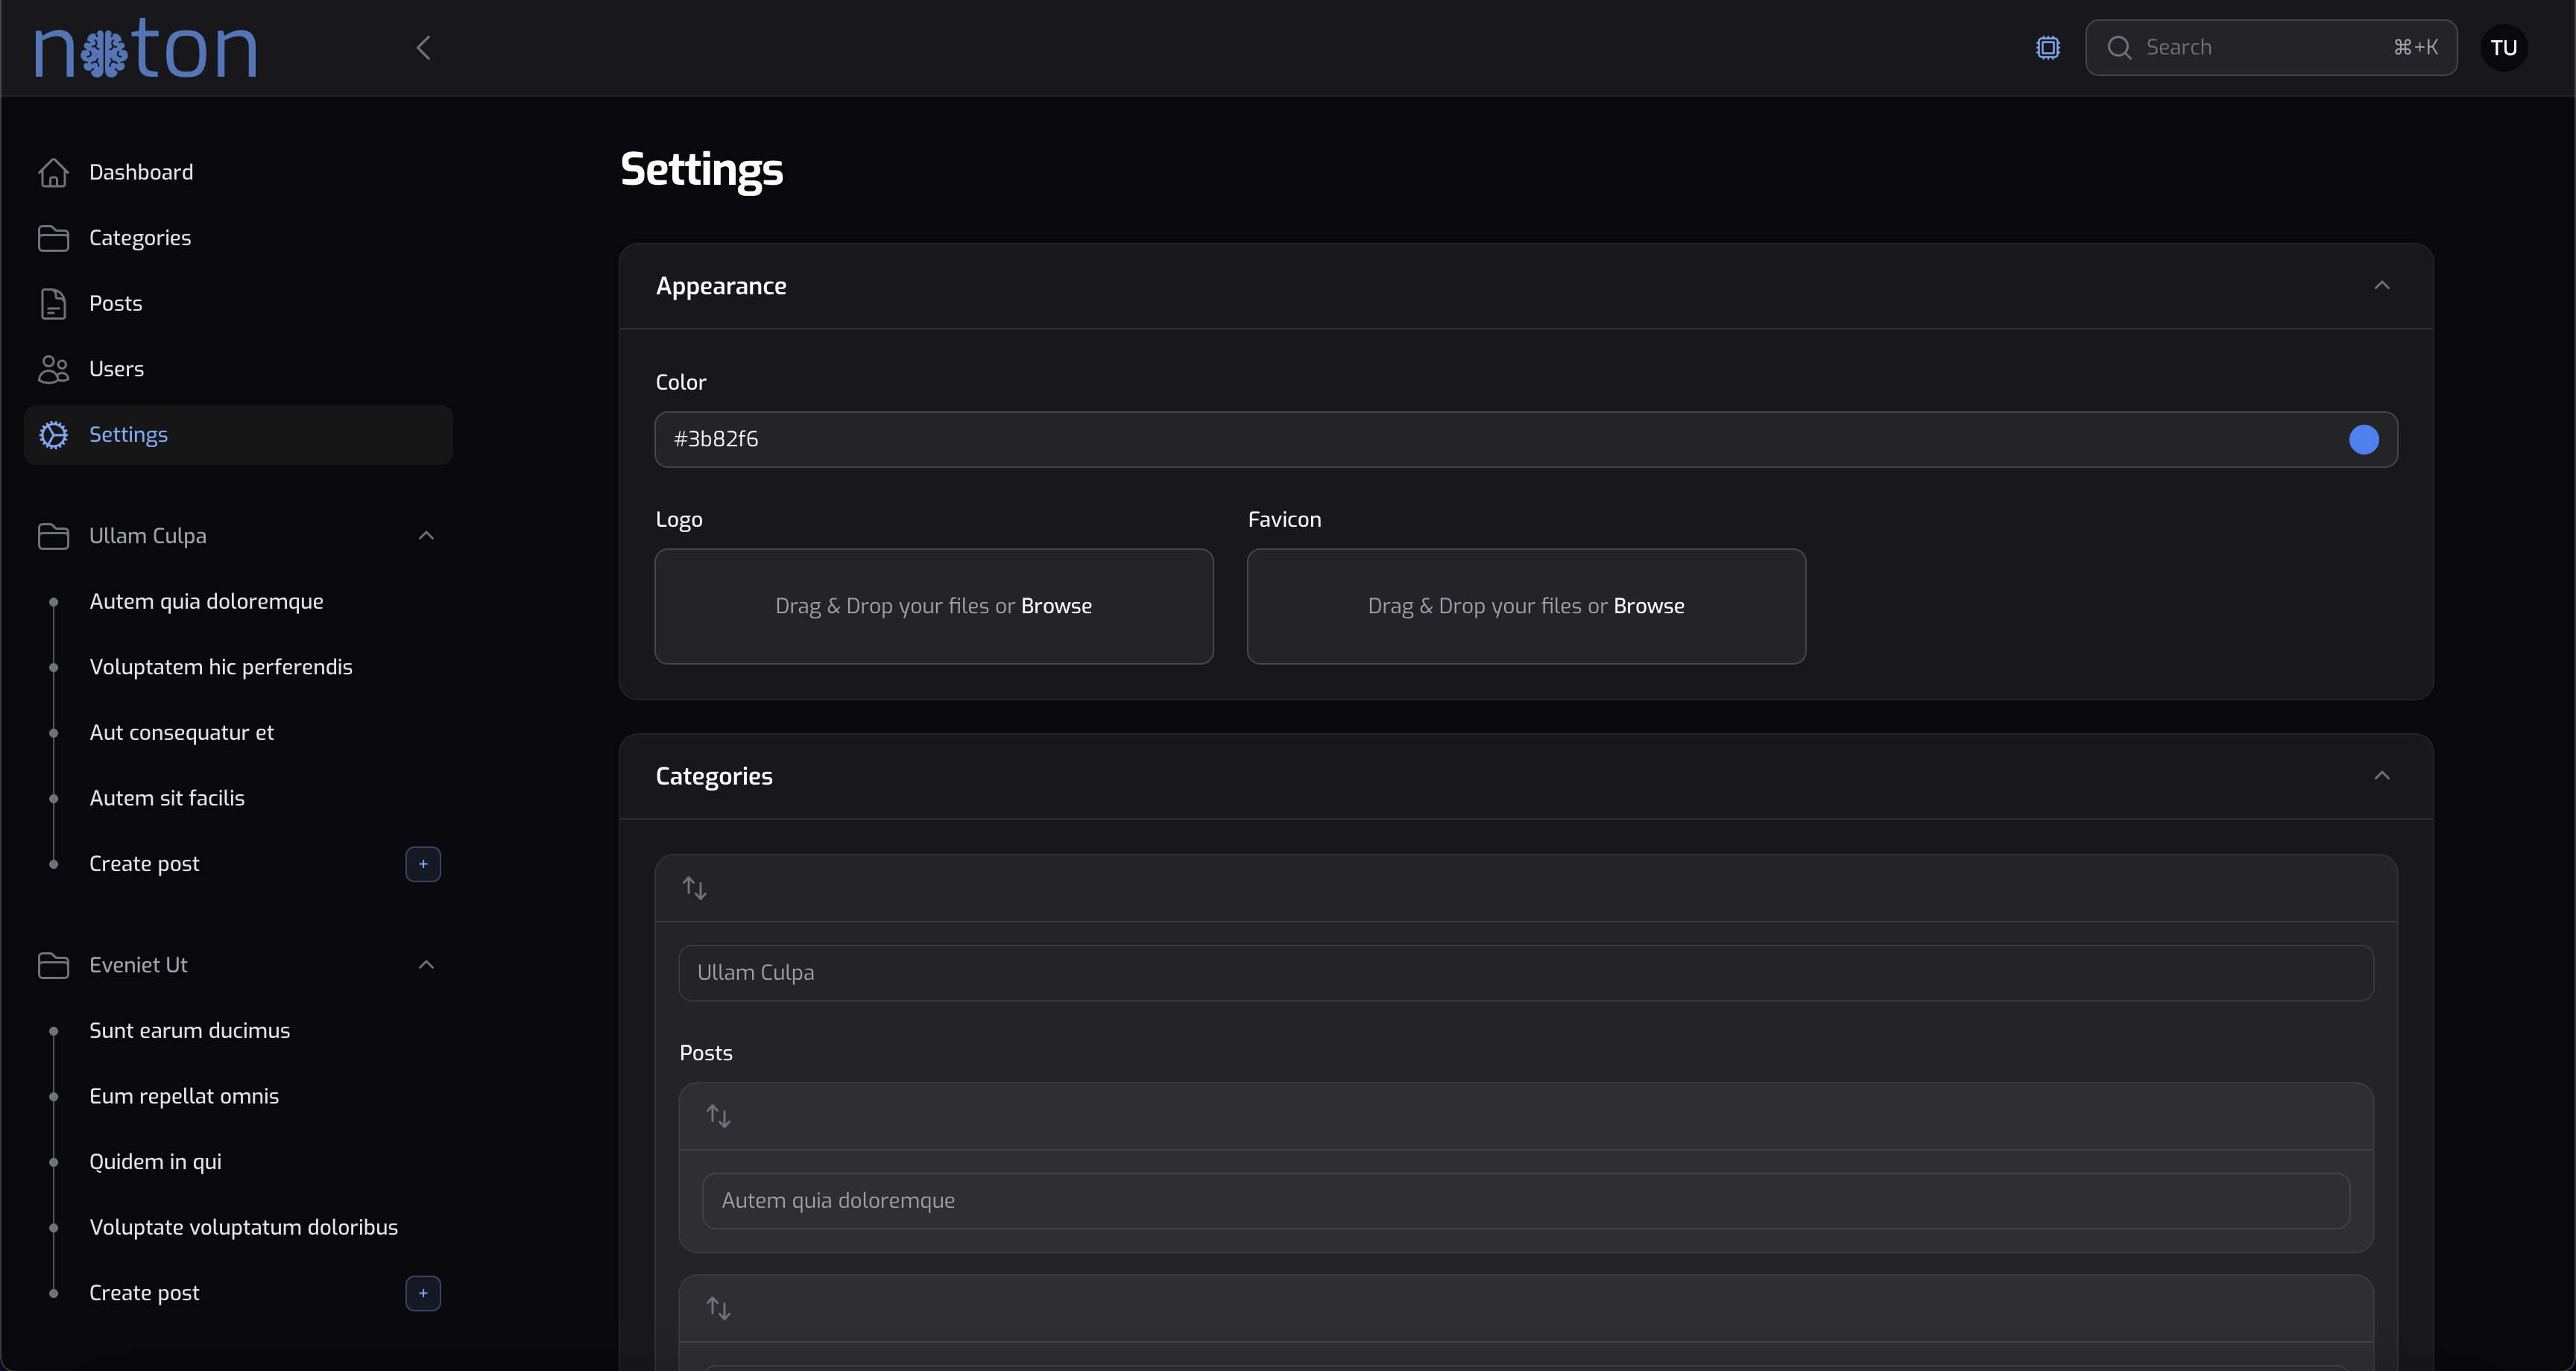 noton
Search ⌘+K
TU
Dashboard
Categories
Posts
Users
Settings
Ullam Culpa
Autem quia doloremque
Voluptatem hic perferendis
Aut consequatur et
Autem sit facilis
Create post +
Eveniet Ut
Sunt earum ducimus
Eum repellat omnis
Quidem in qui
Voluptate voluptatum doloribus
Create post +
Settings
Appearance
Color
#3b82f6
Logo
Drag & Drop your files or Browse
Favicon
Drag & Drop your files or Browse
Categories
Ullam Culpa
Posts
Autem quia doloremque